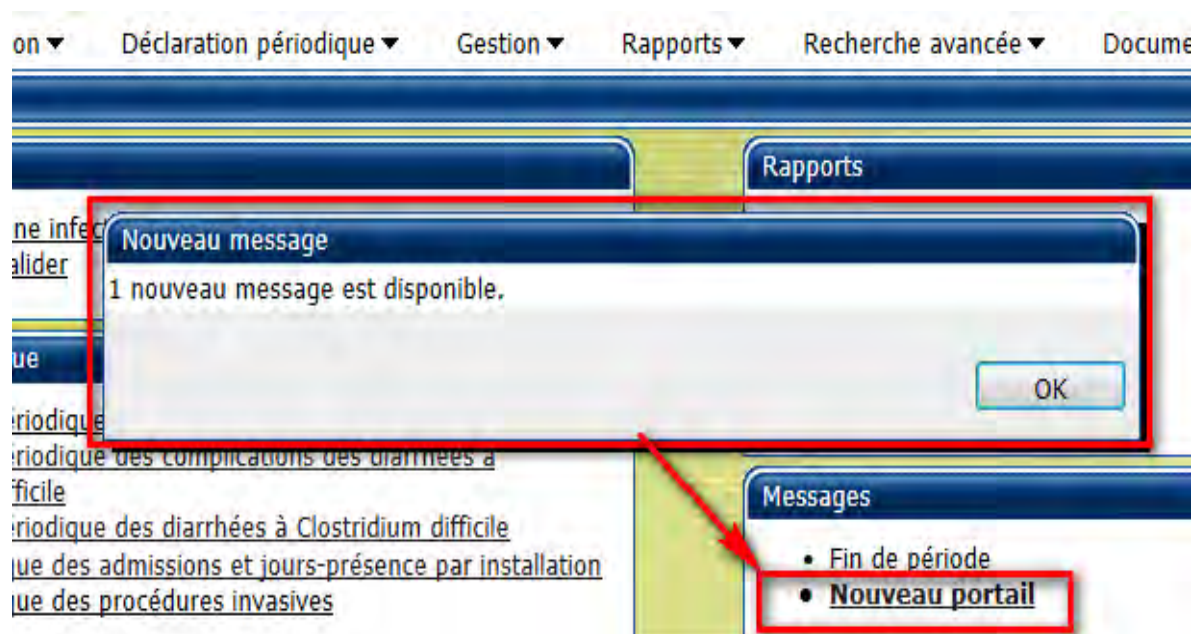 on ▾ Déclaration périodique ▾ Gestion ▾ Rapports ▾ Recherche avancée ▾ Docume
Rapports
ne infec
alider
Nouveau message
1 nouveau message est disponible.
OK
ue
ériodique
ériodique des complications des diarrhées à
fficile
ériodique des diarrhées à Clostridium difficile
que des admissions et jours-présence par installation
que des procédures invasives
Messages
• Fin de période
• Nouveau portail